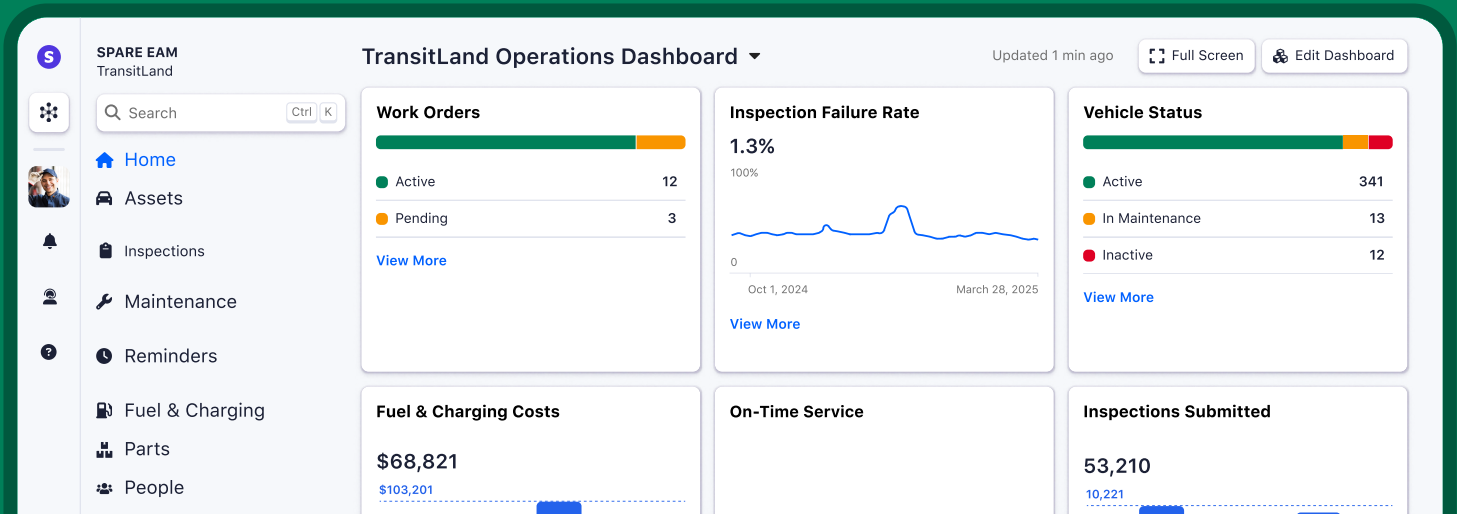 S
SPARE EAM
TransitLand
Search Ctrl K
Home
Assets
Inspections
Maintenance
Reminders
Fuel & Charging
Parts
People
?
TransitLand Operations Dashboard
Updated 1 min ago
Full Screen
Edit Dashboard
Work Orders
Active 12
Pending 3
View More
Inspection Failure Rate
1.3%
100%
0
Oct 1, 2024 March 28, 2025
View More
Vehicle Status
Active 341
In Maintenance 13
Inactive 12
View More
Fuel & Charging Costs
$68,821
$103,201
On-Time Service
Inspections Submitted
53,210
10,221